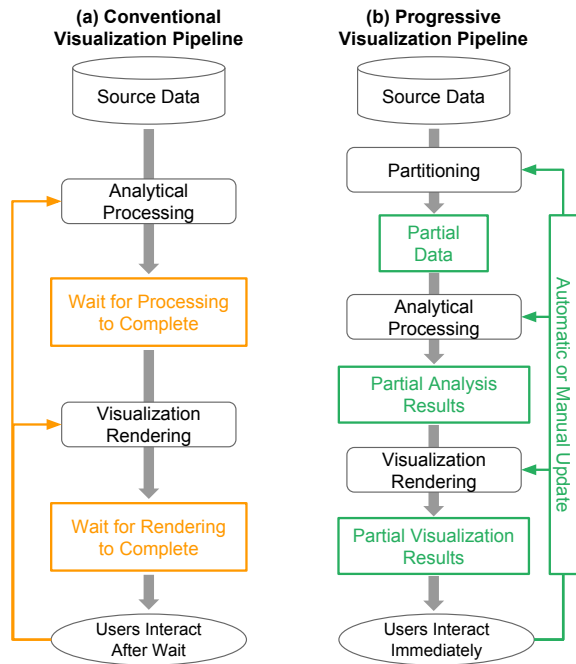 (a) Conventional
Visualization Pipeline
Source Data
Analytical
Processing
Wait for Processing
to Complete
Visualization
Rendering
Wait for Rendering
to Complete
Users Interact
After Wait
(b) Progressive
Visualization Pipeline
Source Data
Partitioning
Partial
Data
Analytical
Processing
Partial Analysis
Results
Visualization
Rendering
Partial Visualization
Results
Users Interact
Immediately
Automatic or Manual Update